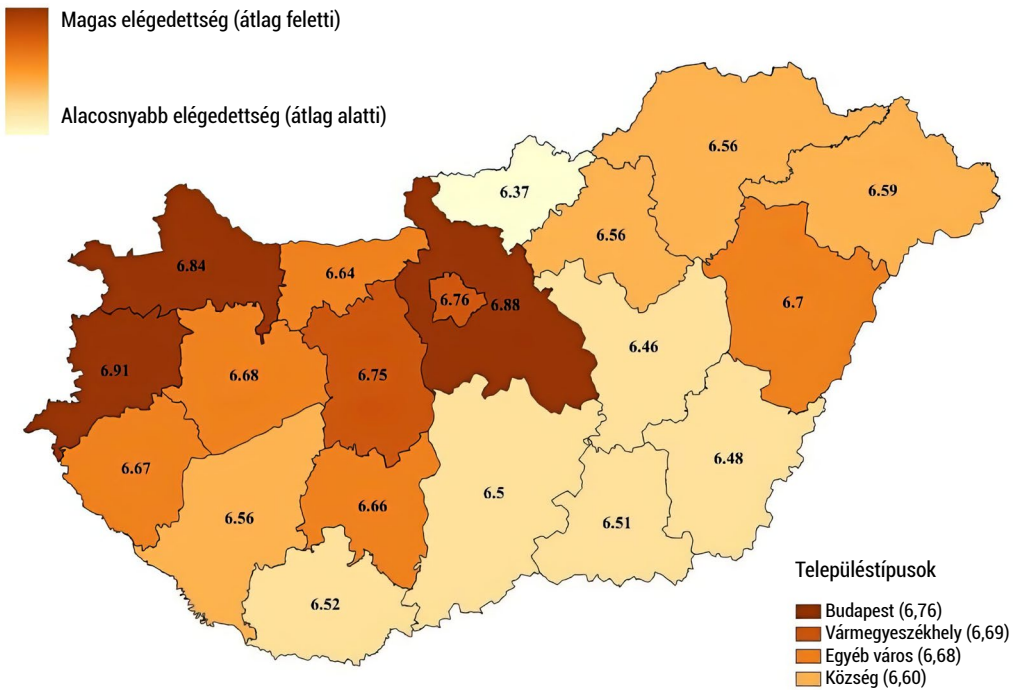 Magas elégedettség (átlag feletti)
Alacosnyabb elégedettség (átlag alatti)
6.56
6.37
6.59
6.56
6.84
6.64
6.76
6.88
6.7
6.46
6.91
6.68
6.75
6.48
6.67
6.5
6.66
6.56
6.51
6.52
Településtípusok
Budapest (6,76)
Vármegyeszékhely (6,69)
Egyéb város (6,68)
Község (6,60)